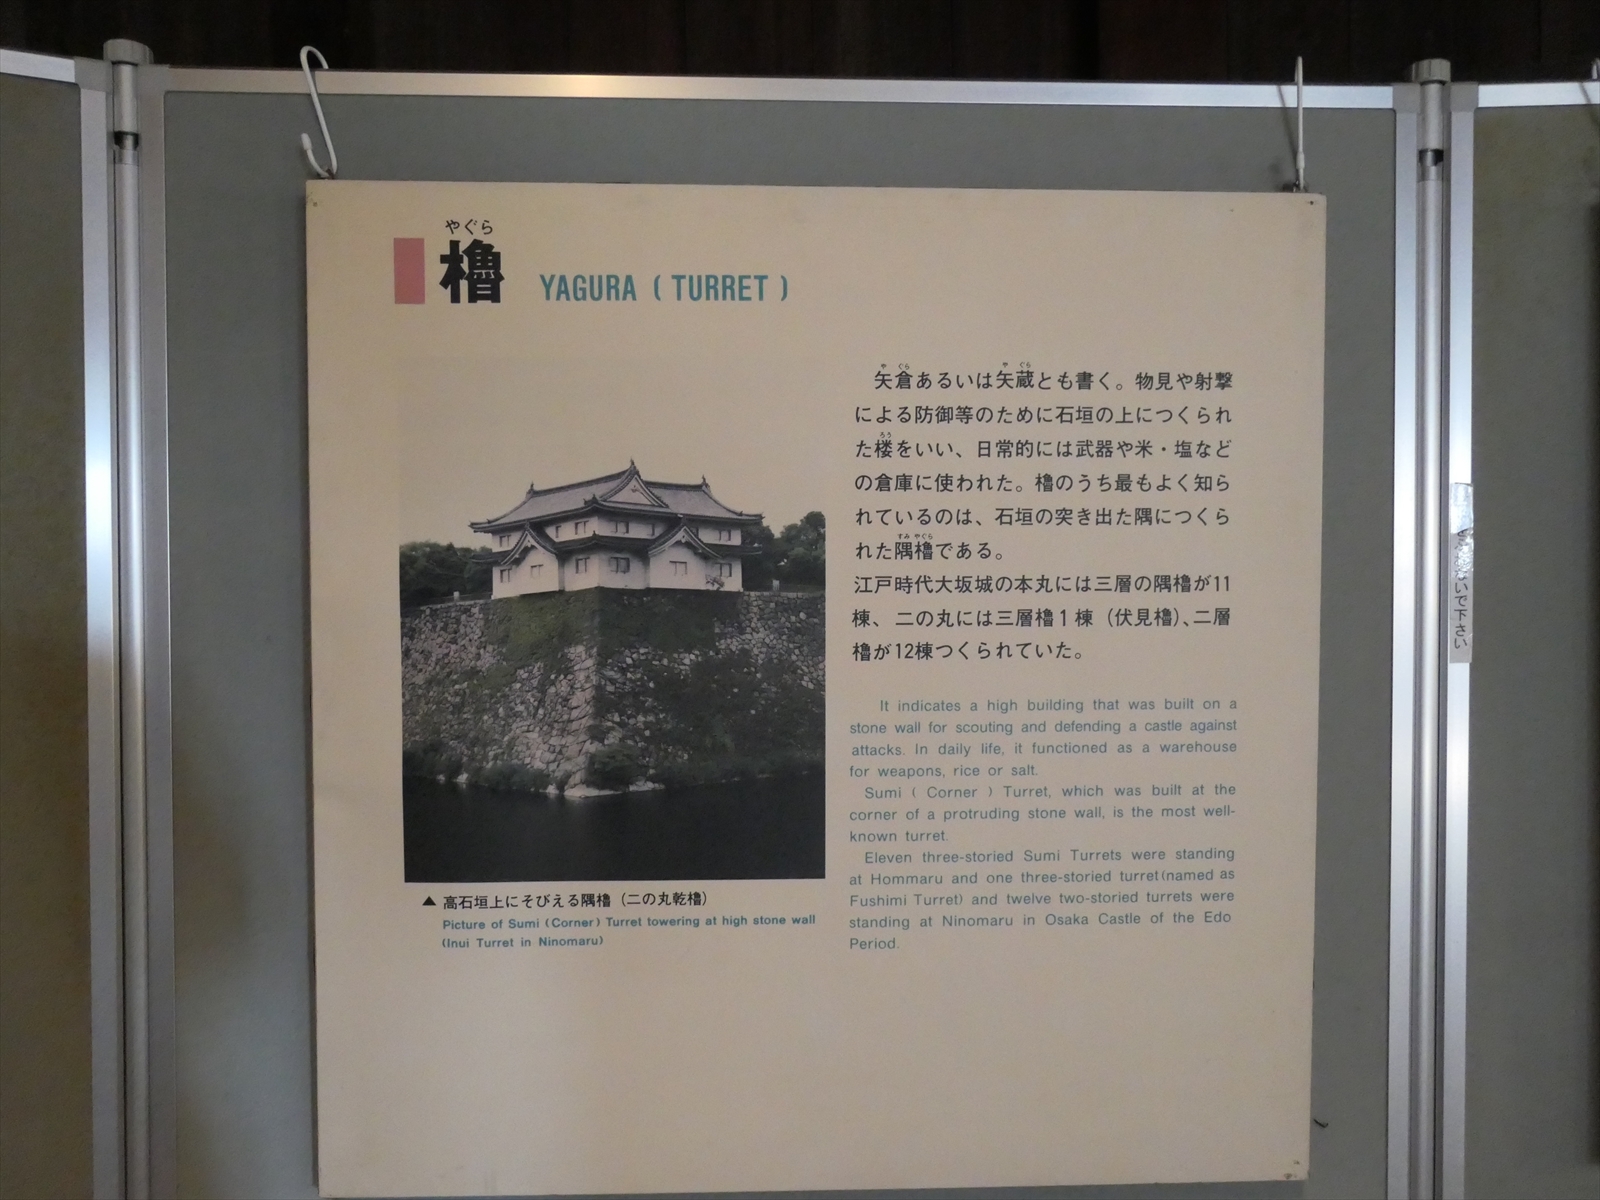 やぐら
櫓 YAGURA ( TURRET )
矢倉あるいは矢蔵とも書く。物見や射撃
による防御等のために石垣の上につくられ
た楼をいい、日常的には武器や米・塩など
の倉庫に使われた。櫓のうち最もよく知ら
れているのは、石垣の突き出た隅につくら
れた隅櫓である。
江戸時代大坂城の本丸には三層の隅櫓が11
棟、二の丸には三層櫓1棟（伏見櫓）、二層
櫓が12棟つくられていた。
It indicates a high building that was built on a
stone wall for scouting and defending a castle against
attacks. In daily life, it functioned as a warehouse
for weapons, rice or salt.
Sumi ( Corner ) Turret, which was built at the
corner of a protruding stone wall, is the most well-
known turret.
Eleven three-storied Sumi Turrets were standing
at Hommaru and one three-storied turret(named as
Fushimi Turret) and twelve two-storied turrets were
standing at Ninomaru in Osaka Castle of the Edo
Period.
▲高石垣上にそびえる隅櫓（二の丸乾櫓）
Picture of Sumi (Corner) Turret towering at high stone wall
(Inui Turret in Ninomaru)
いで下さい